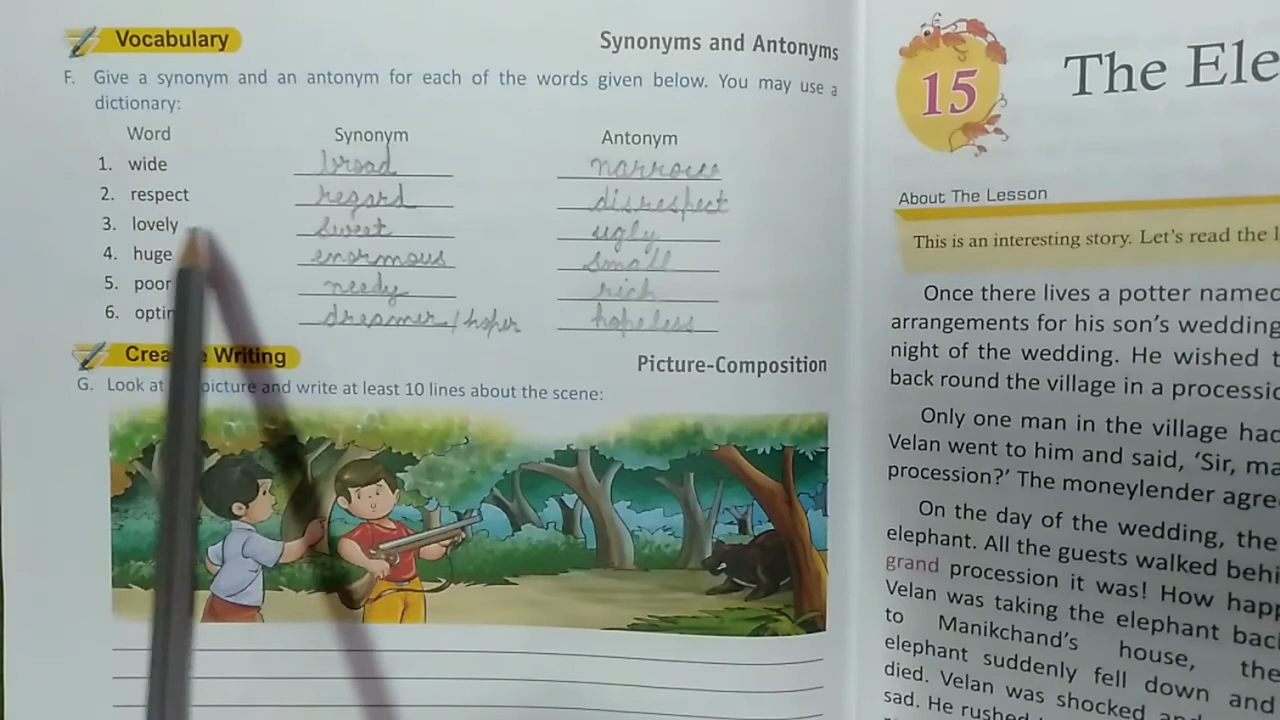 Vocabulary Synonyms and Antonyms
F. Give a synonym and an antonym for each of the words given below. You may use a
dictionary:
Word Synonym Antonym
1. wide broad narrow
2. respect regard disrespect
3. lovely sweet ugly
4. huge enormous small
5. poor needy rich
6. optim dreamer/hoper hopeless
Writing Picture-Composition
G. Look at picture and write at least 10 lines about the scene:
15 The Ele
About The Lesson
This is an interesting story. Let's read the
Once there lives a potter named
arrangements for his son's wedding
night of the wedding. He wished
back round the village in a processio
Only one man in the village had
Velan went to him and said, 'Sir, ma
procession?' The moneylender agre
On the day of the wedding, the
elephant. All the guests walked behi
grand procession it was! How happ
Velan was taking the elephant back
to Manikchand's house, the
elephant suddenly fell down and
died. Velan was shocked and
sad. He rushed